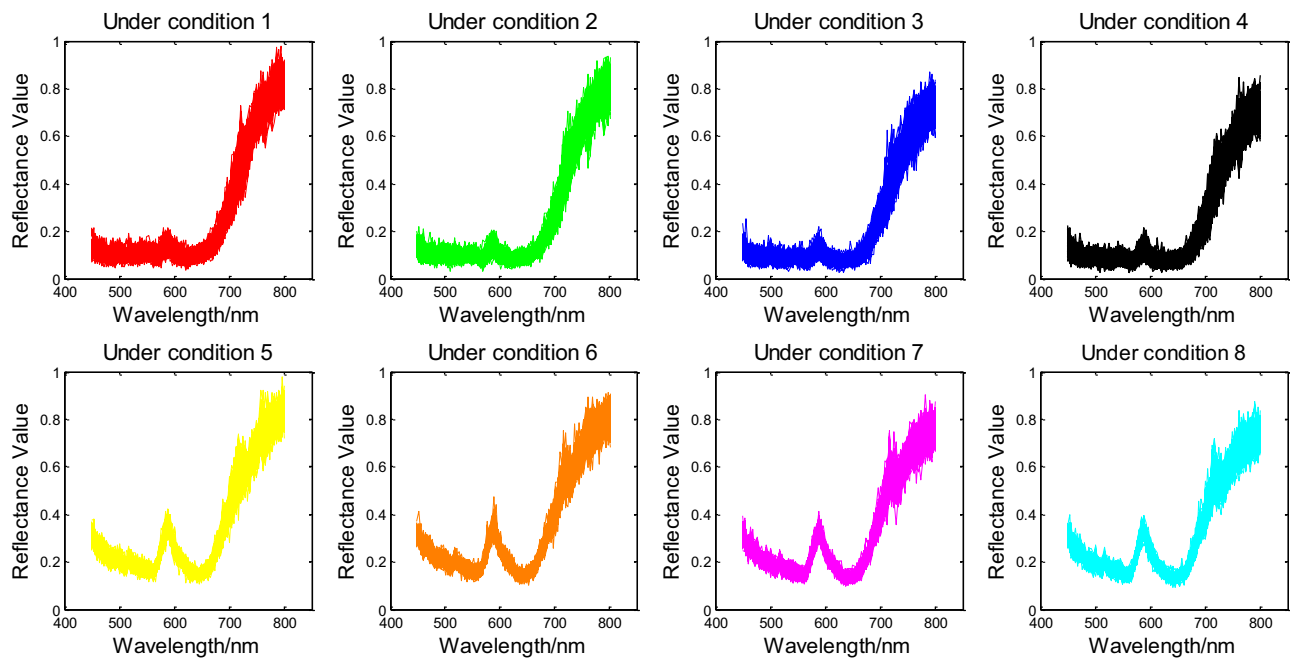 Under condition 1
Under condition 2
Under condition 3
Under condition 4
Reflectance Value
1
0.8
0.6
0.4
0.2
0
400 500 600 700 800
Wavelength/nm
Reflectance Value
1
0.8
0.6
0.4
0.2
0
400 500 600 700 800
Wavelength/nm
Reflectance Value
1
0.8
0.6
0.4
0.2
0
400 500 600 700 800
Wavelength/nm
Reflectance Value
1
0.8
0.6
0.4
0.2
0
400 500 600 700 800
Wavelength/nm
Under condition 5
Under condition 6
Under condition 7
Under condition 8
Reflectance Value
1
0.8
0.6
0.4
0.2
0
400 500 600 700 800
Wavelength/nm
Reflectance Value
1
0.8
0.6
0.4
0.2
0
400 500 600 700 800
Wavelength/nm
Reflectance Value
1
0.8
0.6
0.4
0.2
0
400 500 600 700 800
Wavelength/nm
Reflectance Value
1
0.8
0.6
0.4
0.2
0
400 500 600 700 800
Wavelength/nm